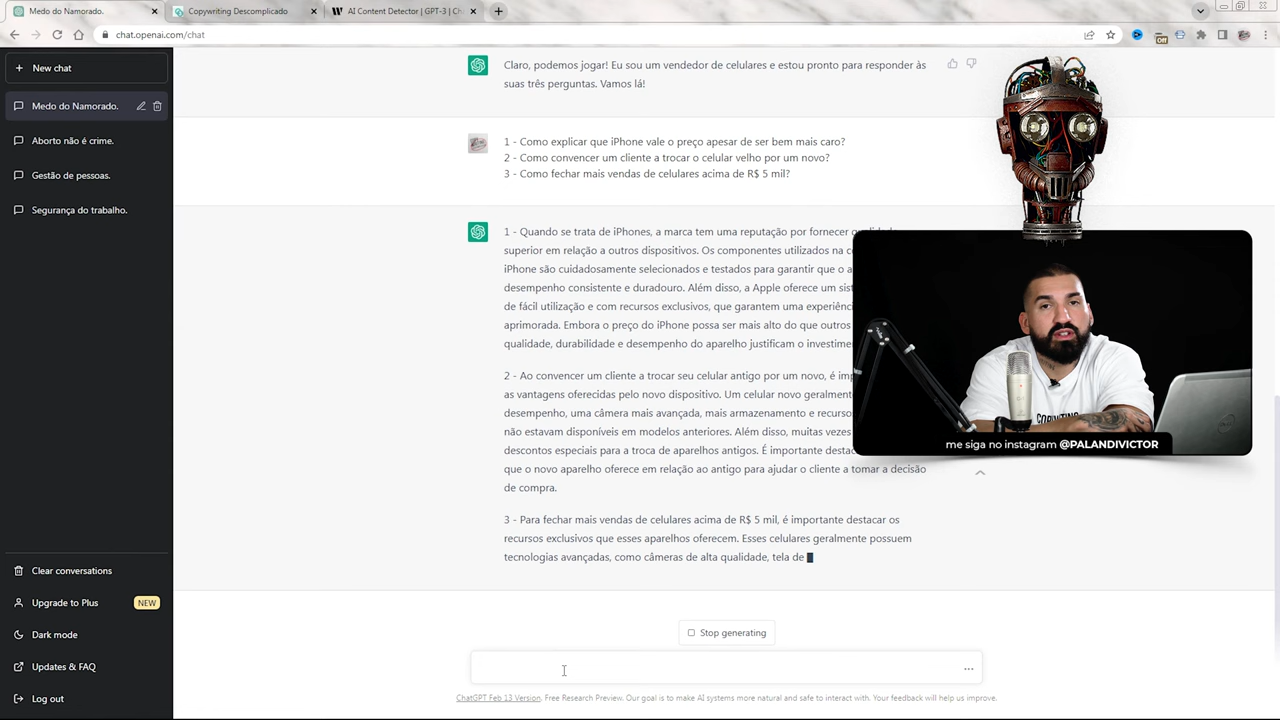 Medo do Namorado.
Copywriting Descomplicado
AI Content Detector | GPT-3 | Ch
chat.openai.com/chat
Off
New chat
Medo do Namorado.
Aborto não é crime.
Gestão de pessoas.
Segurança do trabalho.
Clear conversations
Upgrade to Plus
NEW
Dark mode
Updates & FAQ
Log out
Claro, podemos jogar! Eu sou um vendedor de celulares e estou pronto para responder às
suas três perguntas. Vamos lá!
1 - Como explicar que iPhone vale o preço apesar de ser bem mais caro?
2 - Como convencer um cliente a trocar o celular velho por um novo?
3 - Como fechar mais vendas de celulares acima de R$ 5 mil?
1 - Quando se trata de iPhones, a marca tem uma reputação por fornecer
superior em relação a outros dispositivos. Os componentes utilizados na
iPhone são cuidadosamente selecionados e testados para garantir que o
desempenho consistente e duradouro. Além disso, a Apple oferece um
de fácil utilização e com recursos exclusivos, que garantem uma
aprimorada. Embora o preço do iPhone possa ser mais alto do que outros
qualidade, durabilidade e desempenho do aparelho justificam o
2 - Ao convencer um cliente a trocar seu celular antigo por um novo, é
as vantagens oferecidas pelo novo dispositivo. Um celular novo
desempenho, uma câmera mais avançada, mais armazenamento e
não estavam disponíveis em modelos anteriores. Além disso, muitas vezes
descontos especiais para a troca de aparelhos antigos. É importante
que o novo aparelho oferece em relação ao antigo para ajudar o cliente a tomar a decisão
de compra.
3 - Para fechar mais vendas de celulares acima de R$ 5 mil, é importante destacar os
recursos exclusivos que esses aparelhos oferecem. Esses celulares geralmente possuem
tecnologias avançadas, como câmeras de alta qualidade, tela de
me siga no instagram @PALANDIVICTOR
Stop generating
ChatGPT Feb 13 Version. Free Research Preview. Our goal is to make AI systems more natural and safe to interact with. Your feedback will help us improve.